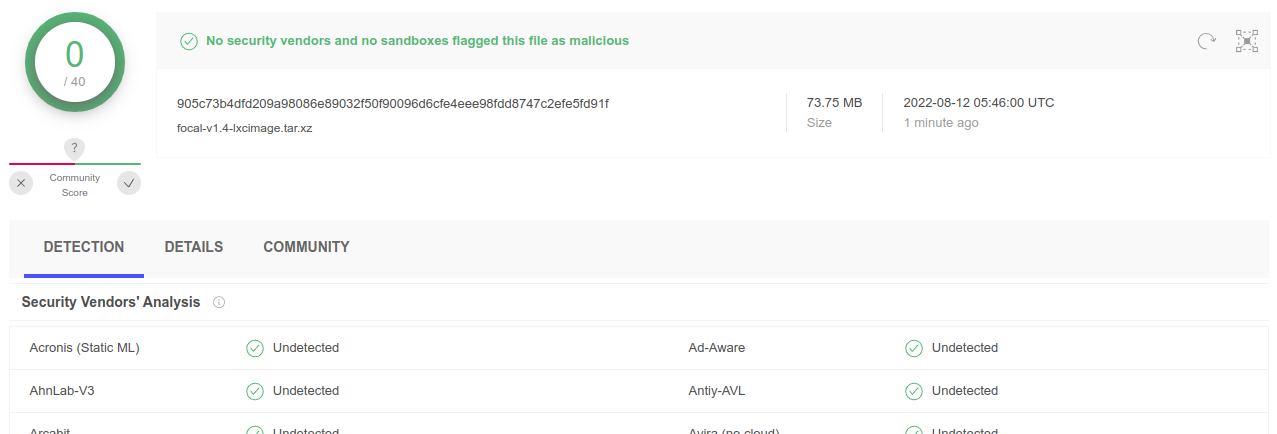 0
/ 40
?
Community
Score
No security vendors and no sandboxes flagged this file as malicious
905c73b4dfd209a98086e89032f50f90096d6cfe4eee98fdd8747c2efe5fd91f
focal-v1.4-lxcimage.tar.xz
73.75 MB
Size
2022-08-12 05:46:00 UTC
1 minute ago
DETECTION DETAILS COMMUNITY
Security Vendors' Analysis
Acronis (Static ML) Undetected Ad-Aware Undetected
AhnLab-V3 Undetected Antiy-AVL Undetected
Arcabit Undetected Avira (no cloud) Undetected